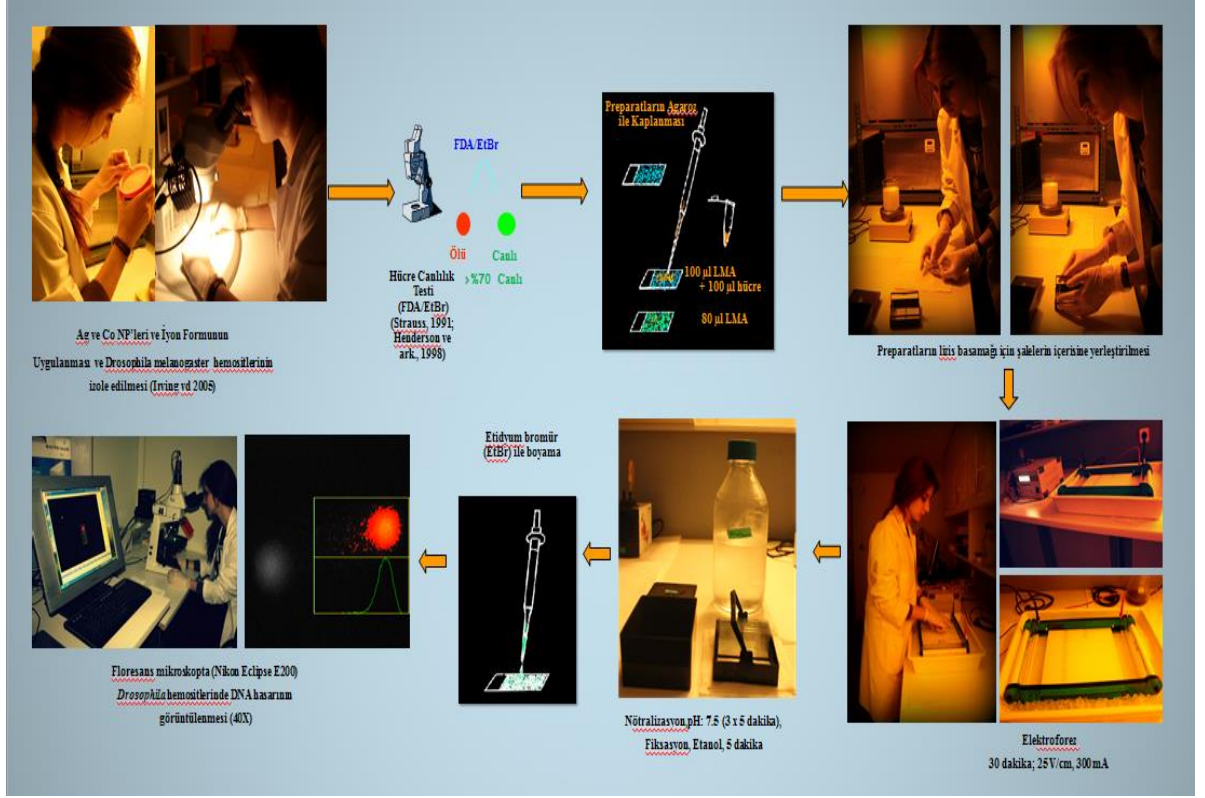 Ag ve Co NP'leri ve İyon Formunun
Uygulanması ve Drosophila melanogaster hemositlerinin
izole edilmesi (Irving vd 2005)
FDA/EtBr
Ölü
Canlı
>%70 Canlı
Hücre Canlılık
Testi
(FDA/EtBr)
(Strauss, 1991;
Henderson ve
ark., 1998)
Preparatların Agaroz
ile Kaplanması
100 µl LMA
+ 100 µl hücre
80 µl LMA
Preparatların lizis basamağı için şalelerin içerisine yerleştirilmesi
Elektroforez
30 dakika; 25V/cm, 300mA
Nötralizasyon,pH: 7.5 (3 x 5 dakika),
Fiksasyon, Etanol, 5 dakika
Etidyum bromür
(EtBr) ile boyama
Floresans mikroskopta (Nikon Eclipse E200)
Drosophila hemositlerinde DNA hasarının
görüntülenmesi (40X)